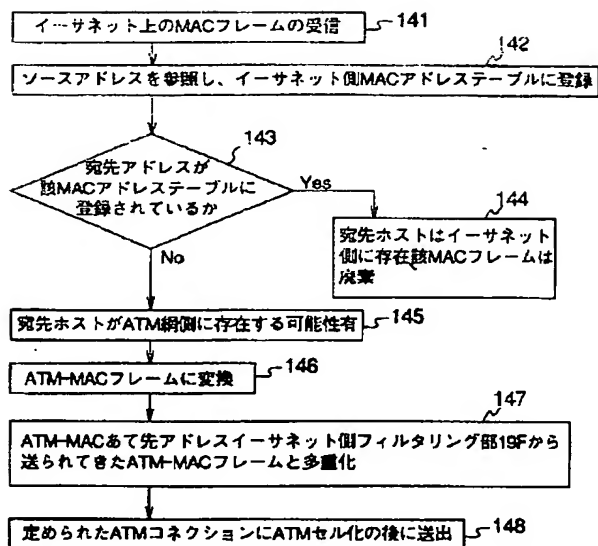 イーサネット上のMACフレームの受信
141
142
ソースアドレスを参照し、イーサネット側MACアドレステーブルに登録
143
宛先アドレスが
該MACアドレステーブルに
登録されているか
Yes
144
宛先ホストはイーサネット
側に存在該MACフレームは
廃棄
No
宛先ホストがATM網側に存在する可能性有
145
ATM-MACフレームに変換
146
147
ATM-MACあて先アドレスイーサネット側フィルタリング部19Fから
送られてきたATM-MACフレームと多重化
定められたATMコネクションにATMセル化の後に送出
148